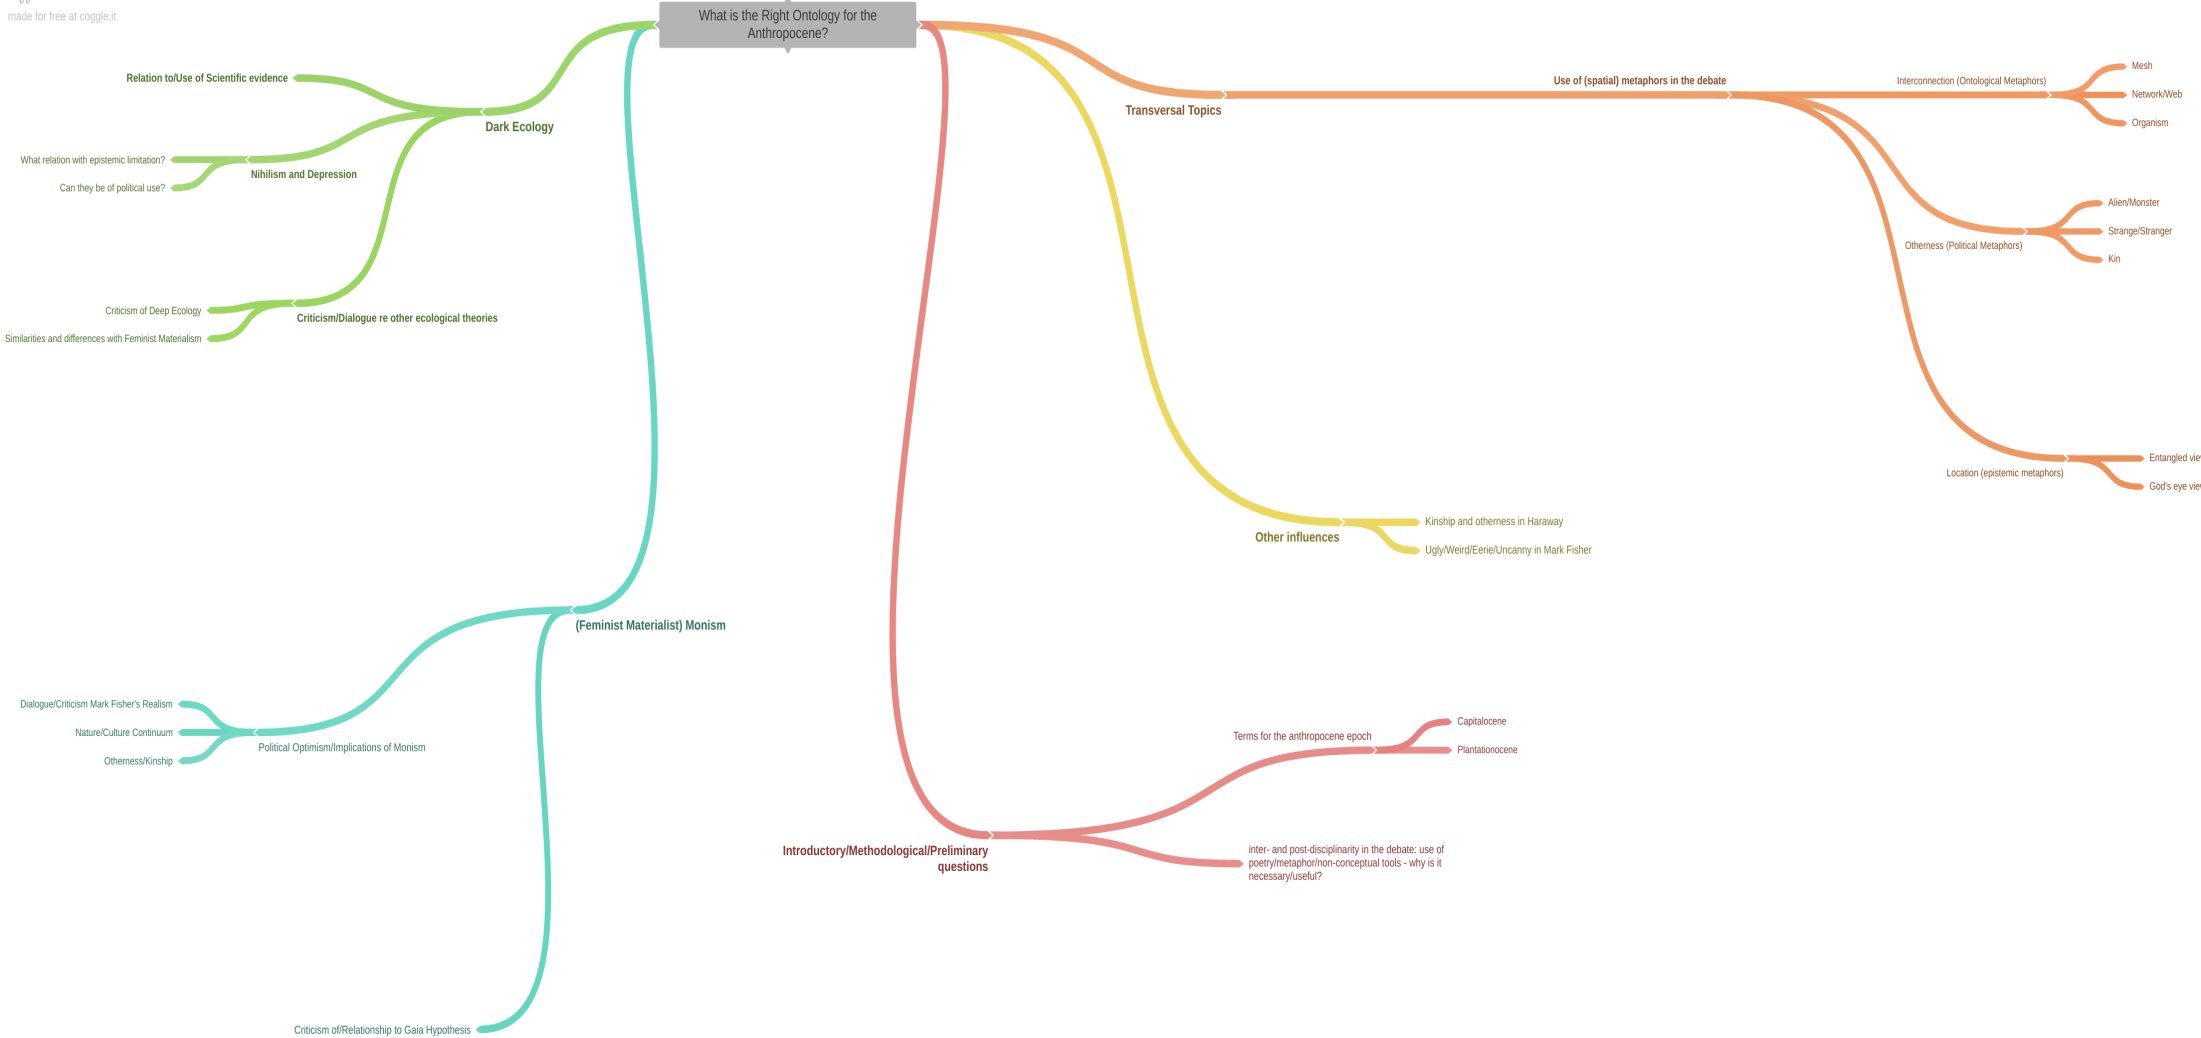 made for free at coggle.it
What is the Right Ontology for the
Anthropocene?
Relation to/Use of Scientific evidence
Dark Ecology
What relation with epistemic limitation?
Can they be of political use?
Nihilism and Depression
Criticism of Deep Ecology
Similarities and differences with Feminist Materialism
Criticism/Dialogue re other ecological theories
(Feminist Materialist) Monism
Dialogue/Criticism Mark Fisher's Realism
Nature/Culture Continuum
Otherness/Kinship
Political Optimism/Implications of Monism
Criticism of/Relationship to Gaia Hypothesis
Transversal Topics
Use of (spatial) metaphors in the debate
Interconnection (Ontological Metaphors)
Mesh
Network/Web
Organism
Otherness (Political Metaphors)
Alien/Monster
Strange/Stranger
Kin
Location (epistemic metaphors)
Entangled
God's eye
Other influences
Kinship and otherness in Haraway
Ugly/Weird/Eerie/Uncanny in Mark Fisher
Introductory/Methodological/Preliminary
questions
Terms for the anthropocene epoch
Capitalocene
Plantationocene
inter- and post-disciplinarity in the debate: use of
poetry/metaphor/non-conceptual tools - why is it
necessary/useful?